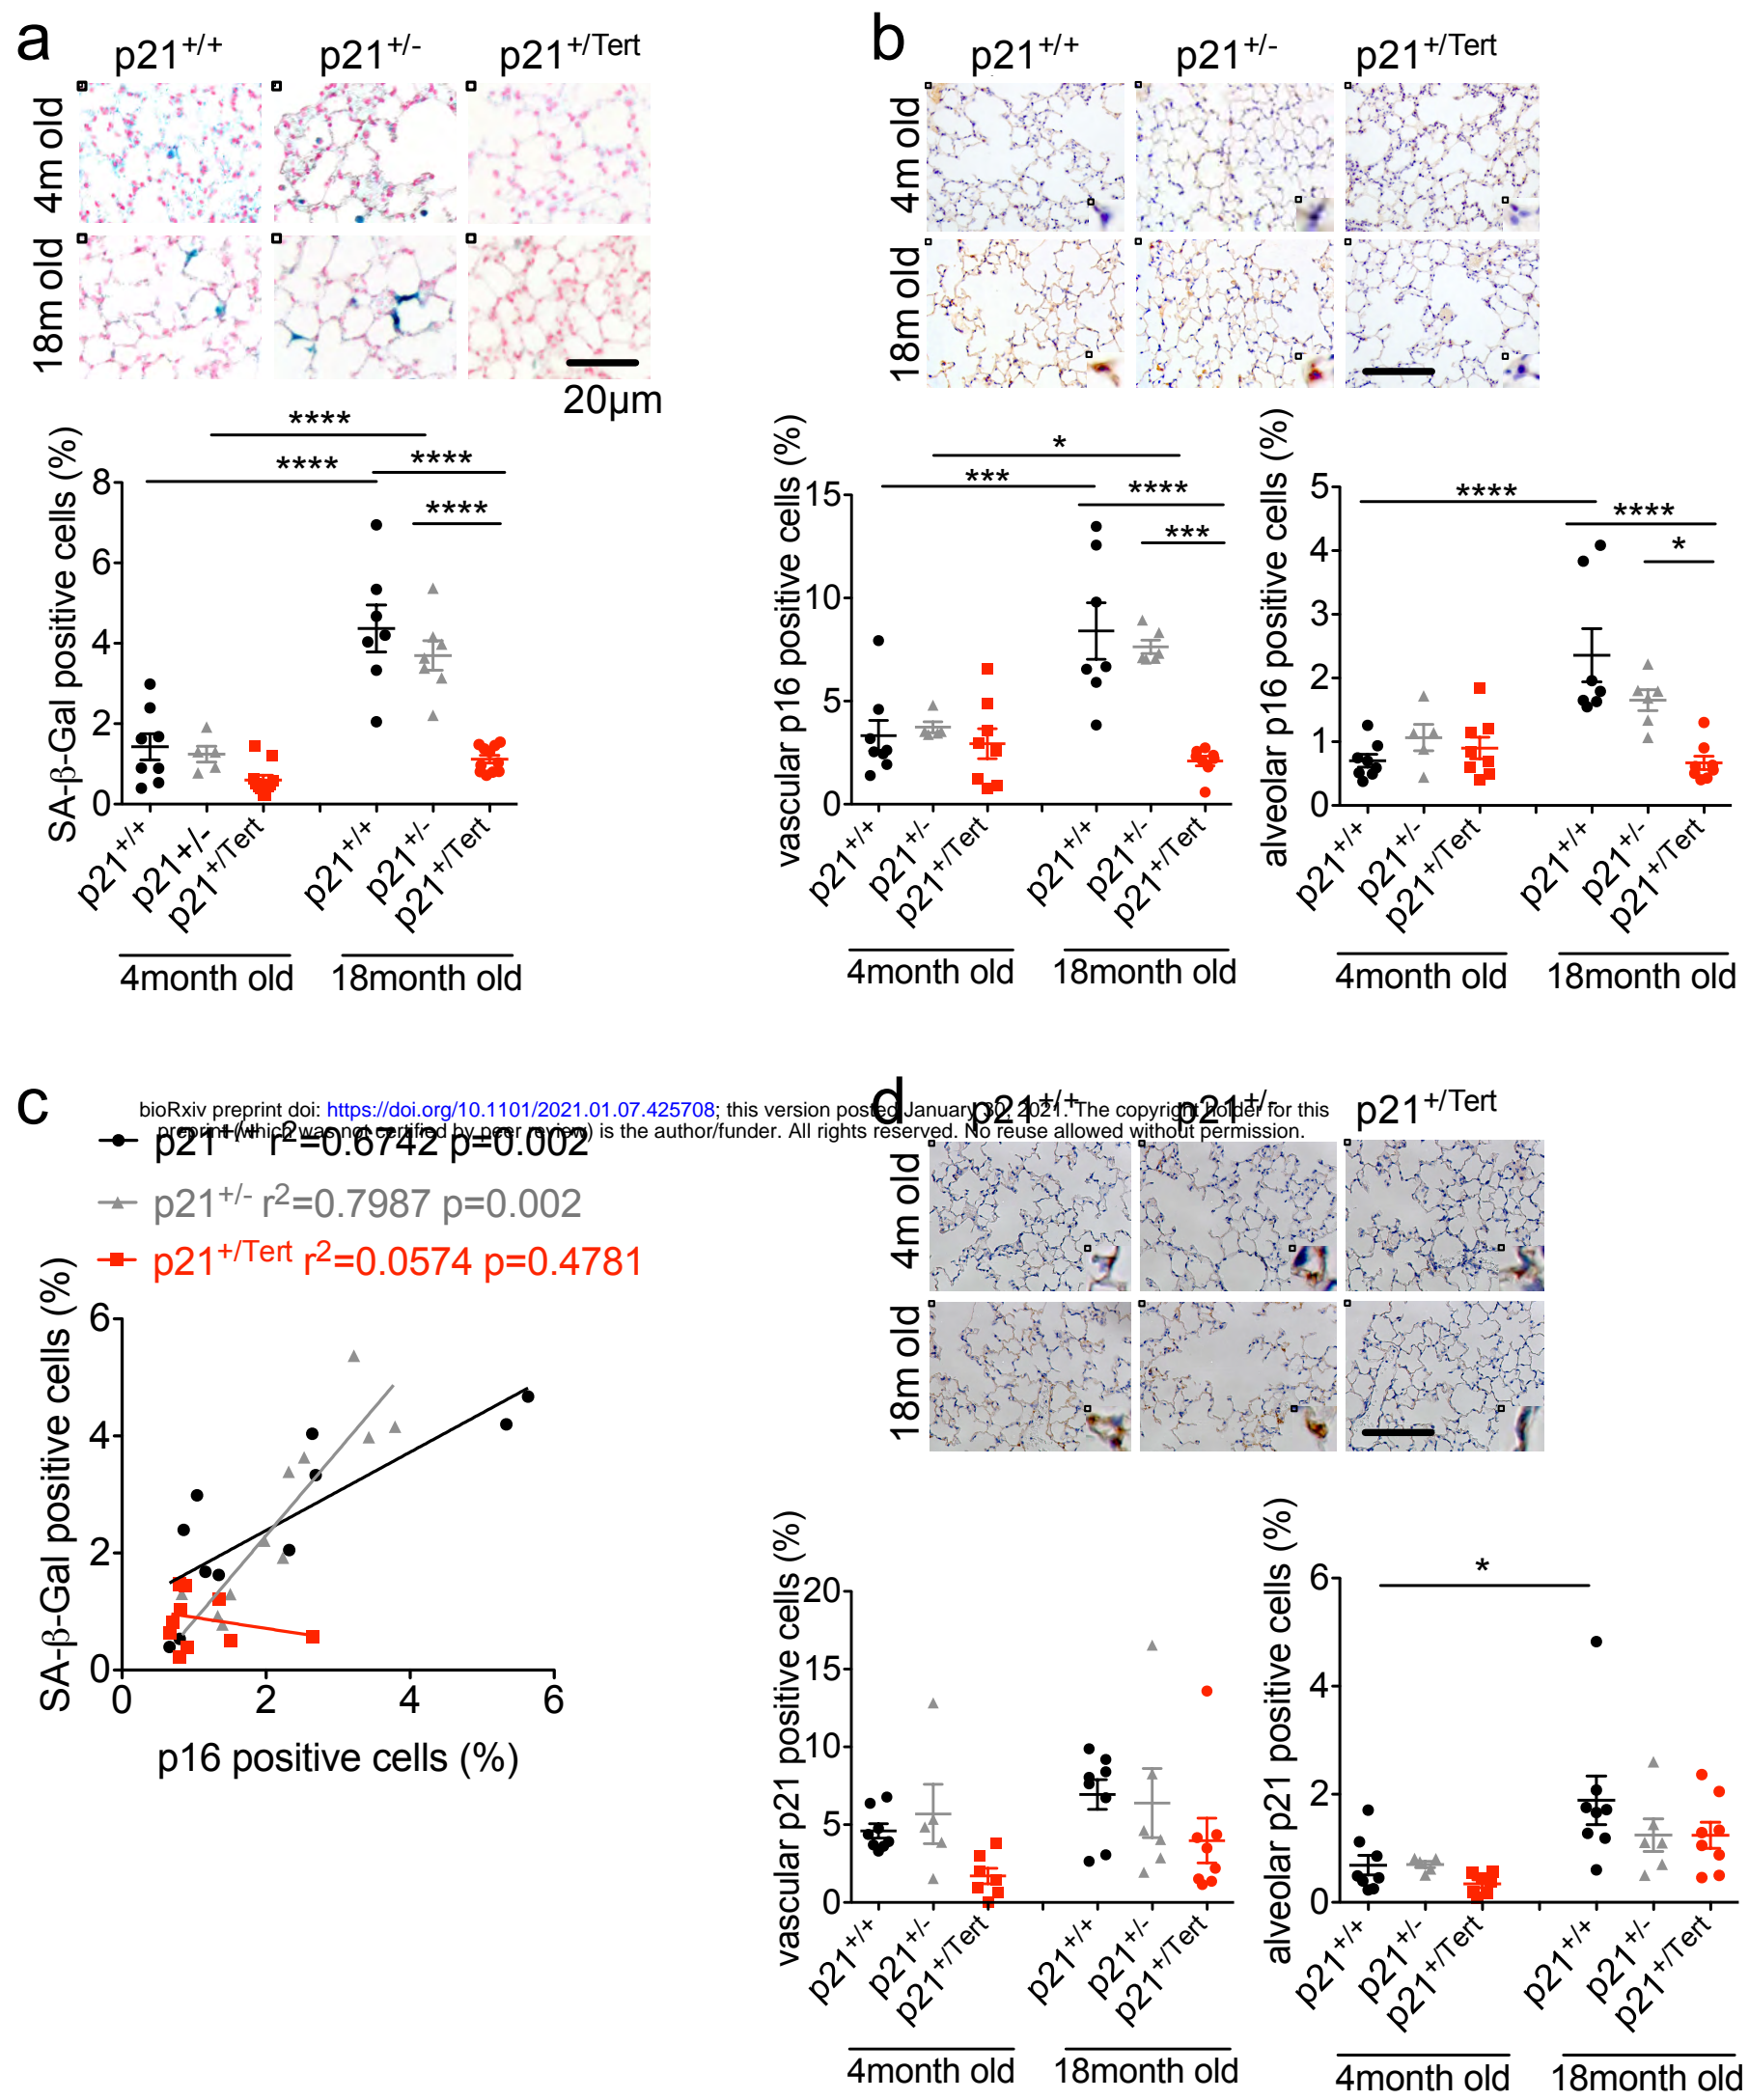 a
p21+/+ p21+/- p21+/Tert
4m old
18m old
20µm
SA-β-Gal positive cells (%)
**** 
**** ****
****
8
6
4
2
0
p21+/+ p21+/- p21+/Tert p21+/+ p21+/- p21+/Tert
4month old 18month old
b
p21+/+ p21+/- p21+/Tert
4m old
18m old
vascular p16 positive cells (%)
*
*** ****
***
15
10
5
0
p21+/+ p21+/- p21+/Tert p21+/+ p21+/- p21+/Tert
4month old 18month old
alveolar p16 positive cells (%)
****
****
*
5
4
3
2
1
0
p21+/+ p21+/- p21+/Tert p21+/+ p21+/- p21+/Tert
4month old 18month old
c
bioRxiv preprint doi: https://doi.org/10.1101/2021.01.07.425708; this version posted January 30, 2021. The copyright holder for this
preprint (which was not certified by peer review) is the author/funder. All rights reserved. No reuse allowed without permission.
p21+/+ r2=0.6742 p=0.002
p21+/- r2=0.7987 p=0.002
p21+/Tert r2=0.0574 p=0.4781
SA-β-Gal positive cells (%)
6
4
2
0
0 2 4 6
p16 positive cells (%)
d
p21+/+ p21+/- p21+/Tert
4m old
18m old
vascular p21 positive cells (%)
20
15
10
5
0
p21+/+ p21+/- p21+/Tert p21+/+ p21+/- p21+/Tert
4month old 18month old
alveolar p21 positive cells (%)
*
6
4
2
0
p21+/+ p21+/- p21+/Tert p21+/+ p21+/- p21+/Tert
4month old 18month old